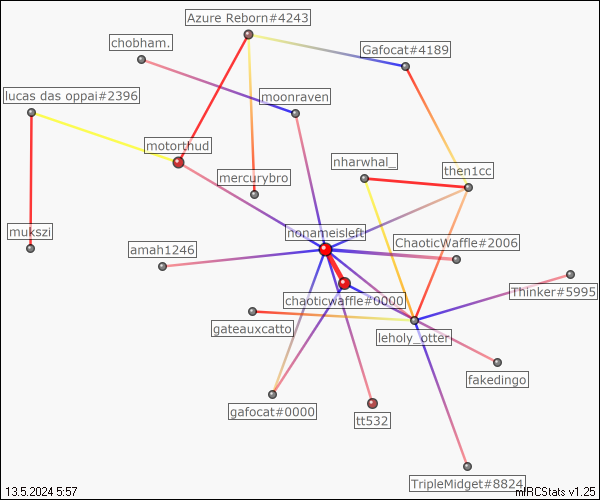 Azure Reborn#4243
chobham.
Gafocat#4189
lucas das oppai#2396
moonraven
motorthud
nharwhal_
then1cc
mercurybro
mukszi
nonameisleft
amah1246
ChaoticWaffle#2006
Thinker#5995
chaoticwaffle#0000
gateauxcatto
leholy_otter
fakedingo
gafocat#0000
tt532
TripleMidget#8824
13.5.2024 5:57
mIRCStats v1.25